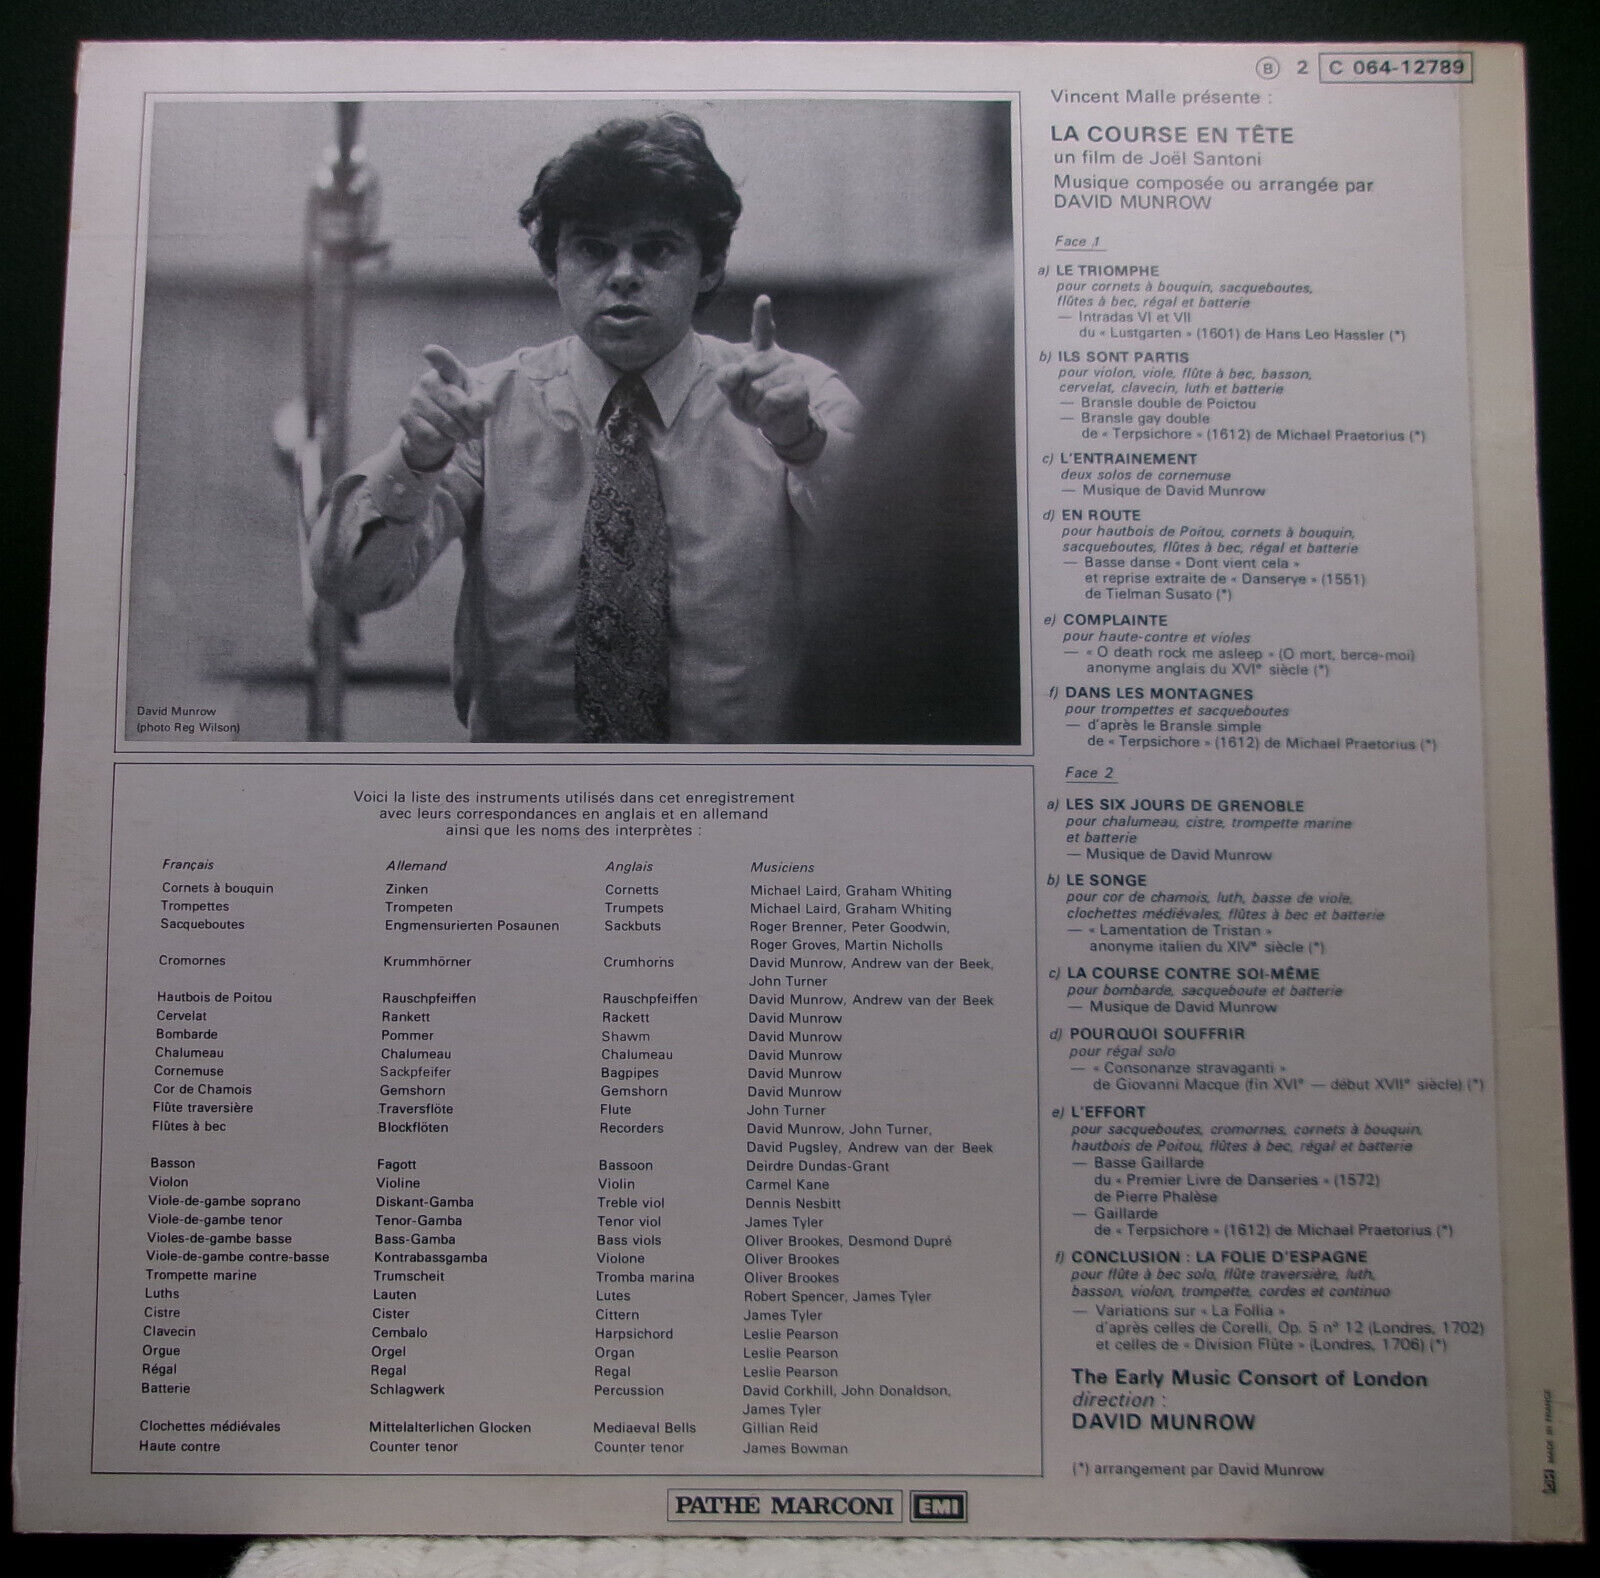 Ⓑ 2 C 064-12789
Vincent Malle présente :
LA COURSE EN TÊTE
un film de Joël Santoni
Musique composée ou arrangée par
DAVID MUNROW
Face 1
a) LE TRIOMPHE
pour cornets à bouquin, sacqueboutes,
flûtes à bec, régal et batterie
— Intradas VI et VII
du « Lustgarten » (1601) de Hans Leo Hassler (*)
b) ILS SONT PARTIS
pour violon, viole, flûte à bec, basson,
cervelat, clavecin, luth et batterie
— Bransle double de Poictou
— Bransle gay double
de « Terpsichore » (1612) de Michael Praetorius (*)
c) L'ENTRAINEMENT
deux solos de cornemuse
— Musique de David Munrow
d) EN ROUTE
pour hautbois de Poitou, cornets à bouquin,
sacqueboutes, flûtes à bec, régal et batterie
— Basse danse « Dont vient cela »
et reprise extraite de « Danserye » (1551)
de Tielman Susato (*)
e) COMPLAINTE
pour haute-contre et violes
— « O death rock me asleep » (O mort, berce-moi)
anonyme anglais du XVIe siècle (*)
f) DANS LES MONTAGNES
pour trompettes et sacqueboutes
— d'après le Bransle simple
de « Terpsichore » (1612) de Michael Praetorius (*)
Face 2
a) LES SIX JOURS DE GRENOBLE
pour chalumeau, cistre, trompette marine
et batterie
— Musique de David Munrow
b) LE SONGE
pour cor de chamois, luth, basse de viole,
clochettes médiévales, flûtes à bec et batterie
— « Lamentation de Tristan »
anonyme italien du XIVe siècle (*)
c) LA COURSE CONTRE SOI-MÊME
pour bombarde, sacqueboute et batterie
— Musique de David Munrow
d) POURQUOI SOUFFRIR
pour régal solo
— « Consonanze stravaganti »
de Giovanni Macque (fin XVIe — début XVIIe siècle) (*)
e) L'EFFORT
pour sacqueboutes, cromornes, cornets à bouquin,
hautbois de Poitou, flûtes à bec, régal et batterie
— Basse Gaillarde
du « Premier Livre de Danseries » (1572)
de Pierre Phalèse
— Gaillarde
de « Terpsichore » (1612) de Michael Praetorius (*)
f) CONCLUSION : LA FOLIE D'ESPAGNE
pour flûte à bec solo, flûte traversière, luth,
basson, violon, trompette, cordes et continuo
— Variations sur « La Follia »
d'après celles de Corelli, Op. 5 nº 12 (Londres, 1702)
et celles de « Division Flûte » (Londres, 1706) (*)
The Early Music Consort of London
direction :
DAVID MUNROW
(*) arrangement par David Munrow
David Munrow
(photo Reg Wilson)
Voici la liste des instruments utilisés dans cet enregistrement
avec leurs correspondances en anglais et en allemand
ainsi que les noms des interprètes :
Français Allemand Anglais Musiciens
Cornets à bouquin Zinken Cornetts Michael Laird, Graham Whiting
Trompettes Trompeten Trumpets Michael Laird, Graham Whiting
Sacqueboutes Engmensurierten Posaunen Sackbuts Roger Brenner, Peter Goodwin,
Roger Groves, Martin Nicholls
Cromornes Krummhörner Crumhorns David Munrow, Andrew van der Beek,
John Turner
Hautbois de Poitou Rauschpfeiffen Rauschpfeiffen David Munrow, Andrew van der Beek
Cervelat Rankett Rackett David Munrow
Bombarde Pommer Shawm David Munrow
Chalumeau Chalumeau Chalumeau David Munrow
Cornemuse Sackpfeifer Bagpipes David Munrow
Cor de Chamois Gemshorn Gemshorn David Munrow
Flûte traversière Traversflöte Flute John Turner
Flûtes à bec Blockflöten Recorders David Munrow, John Turner,
David Pugsley, Andrew van der Beek
Basson Fagott Bassoon Deirdre Dundas-Grant
Violon Violine Violin Carmel Kane
Viole-de-gambe soprano Diskant-Gamba Treble viol Dennis Nesbitt
Viole-de-gambe tenor Tenor-Gamba Tenor viol James Tyler
Violes-de-gambe basse Bass-Gamba Bass viols Oliver Brookes, Desmond Dupré
Viole-de-gambe contre-basse Kontrabassgamba Violone Oliver Brookes
Trompette marine Trumscheit Tromba marina Oliver Brookes
Luths Lauten Lutes Robert Spencer, James Tyler
Cistre Cister Cittern James Tyler
Clavecin Cembalo Harpsichord Leslie Pearson
Orgue Orgel Organ Leslie Pearson
Régal Regal Regal Leslie Pearson
Batterie Schlagwerk Percussion David Corkhill, John Donaldson,
James Tyler
Clochettes médiévales Mittelalterlichen Glocken Mediaeval Bells Gillian Reid
Haute contre Counter tenor Counter tenor James Bowman
PATHE MARCONI EMI
MADE IN FRANCE